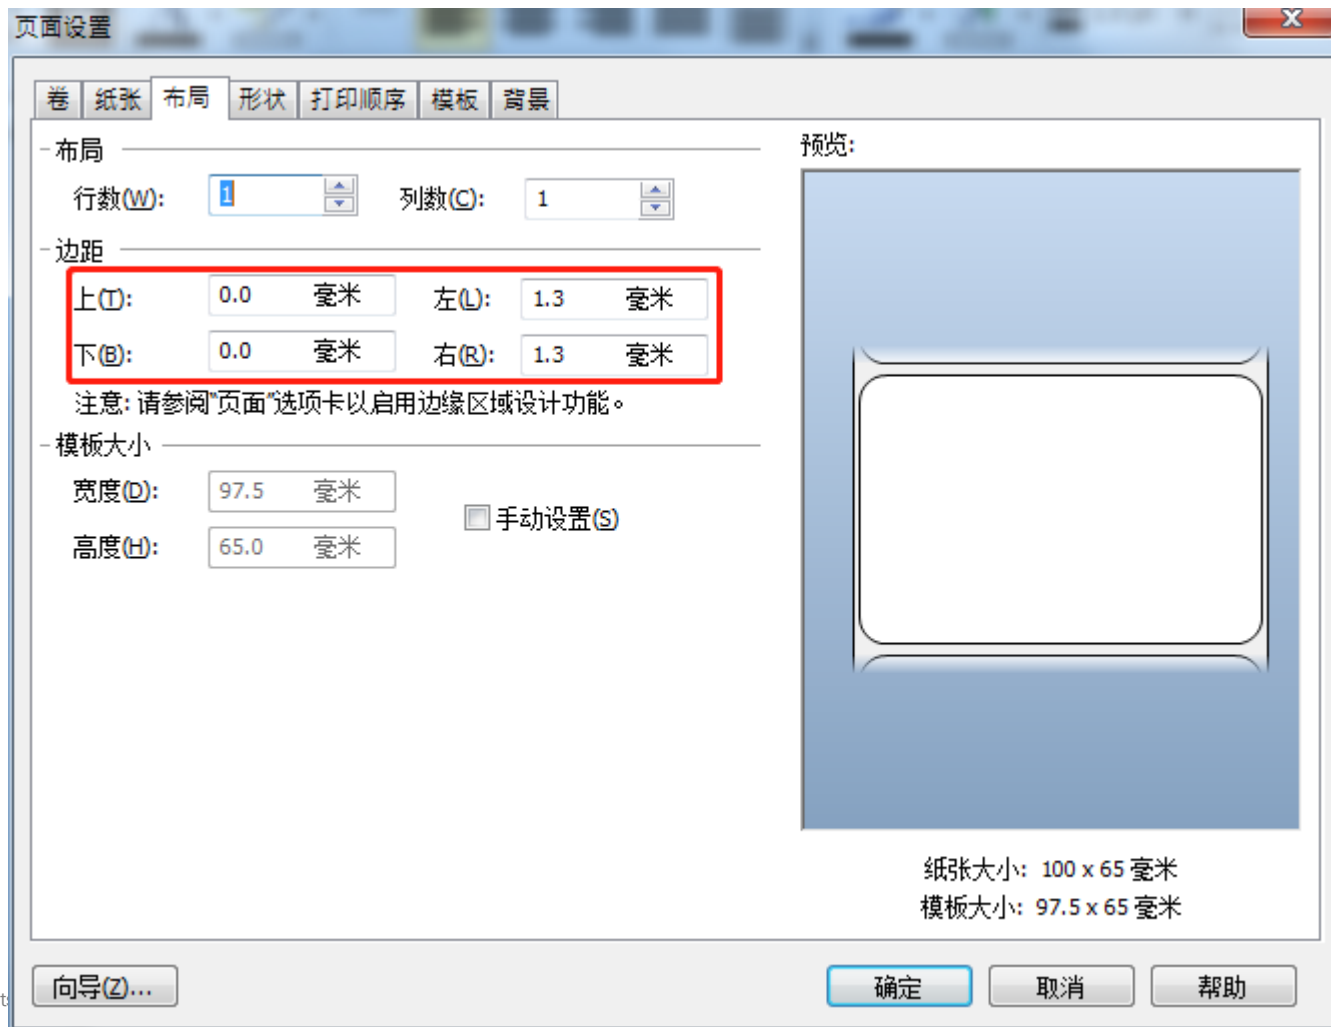 页面设置
X
卷 纸张 布局 形状 打印顺序 模板 背景
布局
行数(W): 1 列数(C): 1
边距
上(T): 0.0 毫米 左(L): 1.3 毫米
下(B): 0.0 毫米 右(R): 1.3 毫米
注意: 请参阅"页面"选项卡以启用边缘区域设计功能。
模板大小
宽度(D): 97.5 毫米
手动设置(S)
高度(H): 65.0 毫米
预览:
纸张大小: 100 x 65 毫米
模板大小: 97.5 x 65 毫米
向导(Z)... 确定 取消 帮助